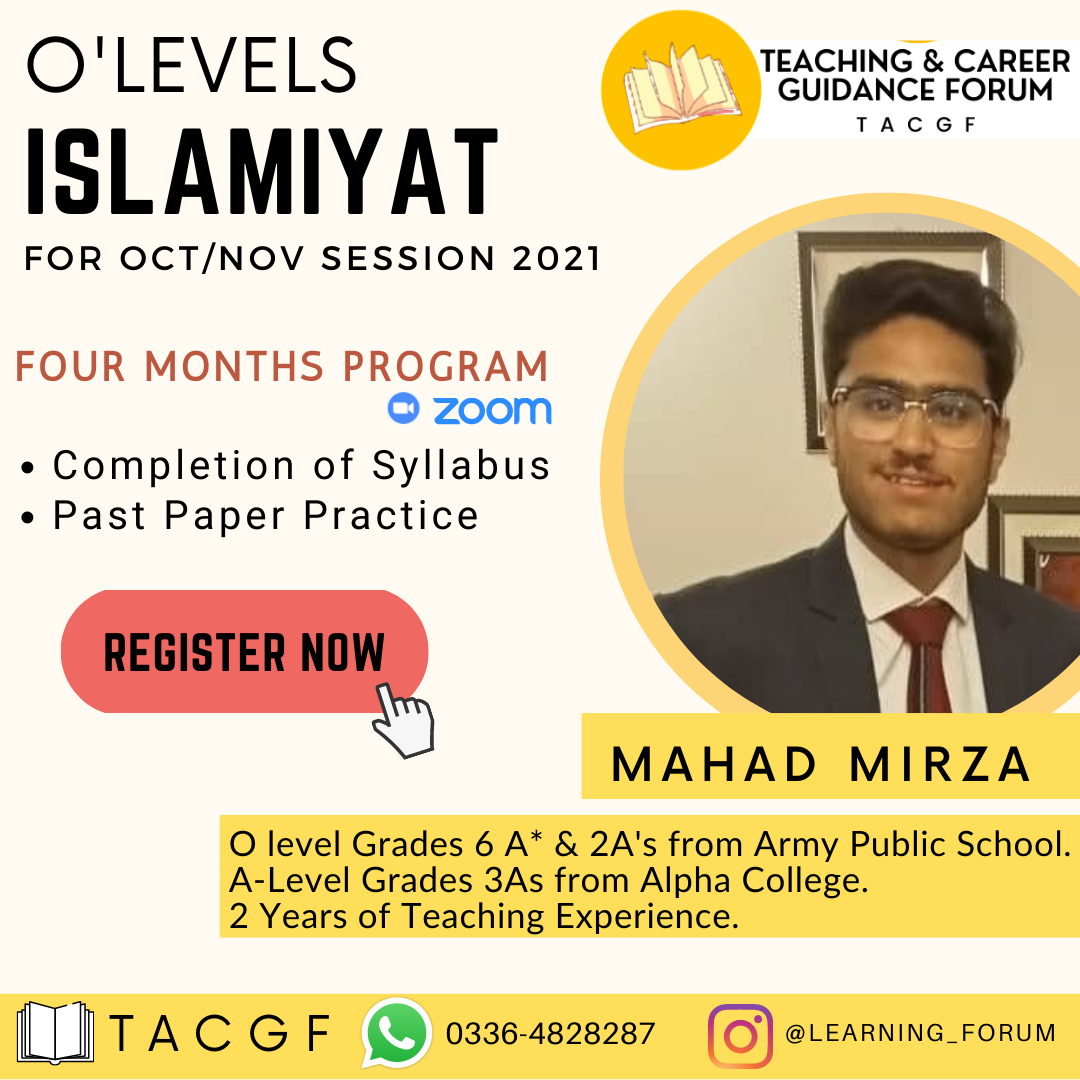 O'LEVELS
ISLAMIYAT
FOR OCT/NOV SESSION 2021
TEACHING & CAREER
GUIDANCE FORUM
TACGF
FOUR MONTHS PROGRAM
zoom
• Completion of Syllabus
• Past Paper Practice
REGISTER NOW
MAHAD MIRZA
O level Grades 6 A* & 2A's from Army Public School.
A-Level Grades 3As from Alpha College.
2 Years of Teaching Experience.
TACGF
0336-4828287
@LEARNING_FORUM